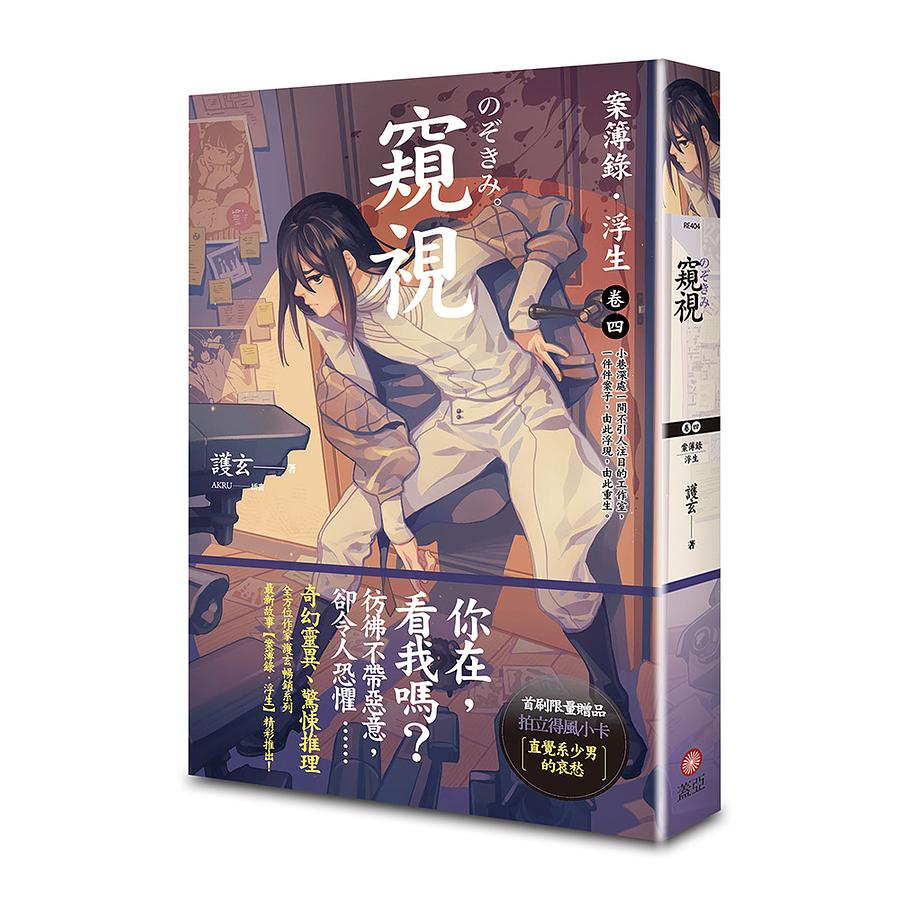 案簿錄・浮生
卷四
小巷深處一間不引人注目的工作室，
一件件案子，由此浮現，由此重生。
のぞきみ。
窺視
護玄——著
AKRU——插畫
你在，
看我嗎？
彷彿不帶惡意，
卻令人恐懼……
奇幻靈異、驚悚推理
全方位作家 護玄 暢銷系列
最新故事【案簿錄・浮生】精彩推出！
首刷限量贈品
拍立得風小卡
直覺系少男
的哀愁
RE404
のぞきみ
窺視
卷四
案簿錄
浮生
護玄——著
蓋亞